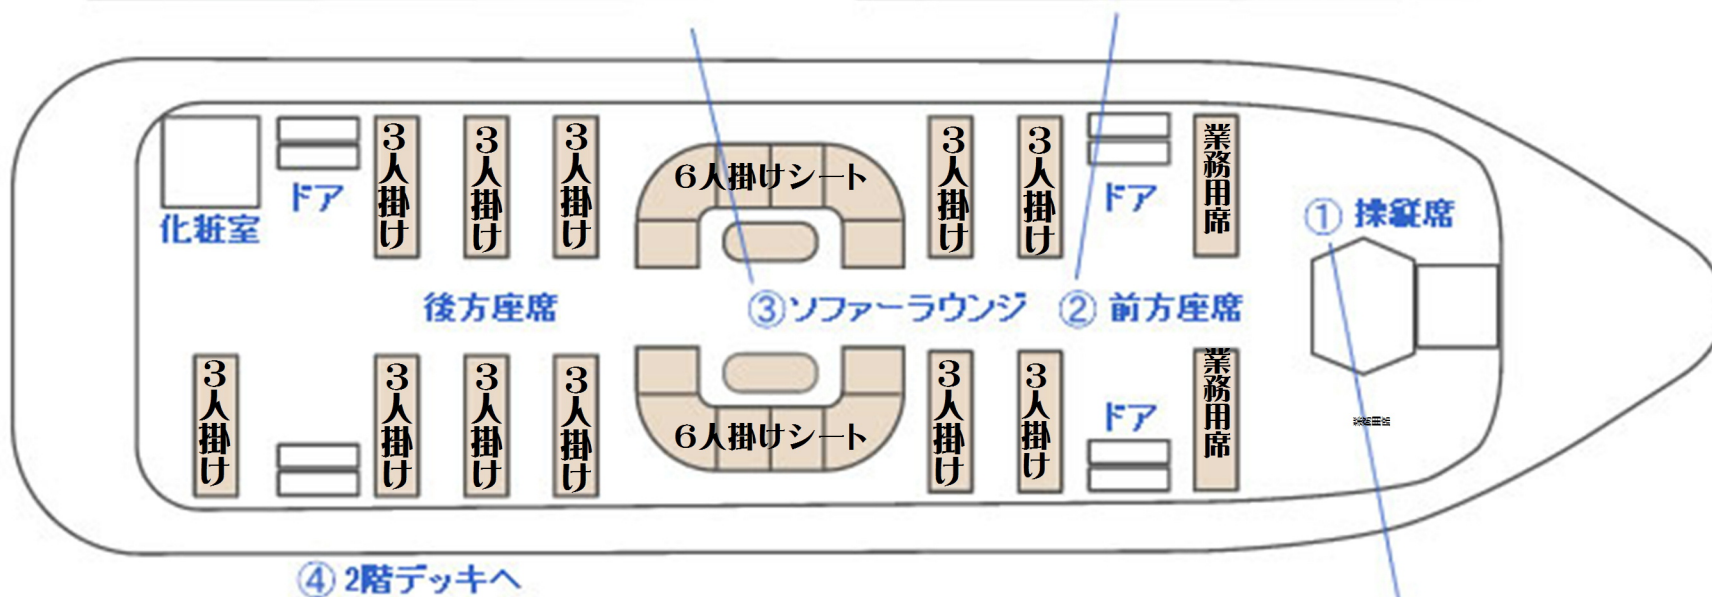 3人掛け
3人掛け
3人掛け
6人掛けシート
3人掛け
3人掛け
業務用席
ドア
化粧室
ドア
① 操縦席
後方座席
③ソファーラウンジ
② 前方座席
3人掛け
3人掛け
3人掛け
3人掛け
6人掛けシート
3人掛け
3人掛け
ドア
業務用席
④ 2階デッキへ